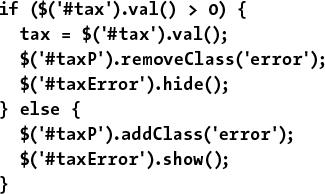 if ($('#tax').val() > 0) {
  tax = $('#tax').val();
  $('#taxP').removeClass('error');
  $('#taxError').hide();
} else {
  $('#taxP').addClass('error');
  $('#taxError').show();
}